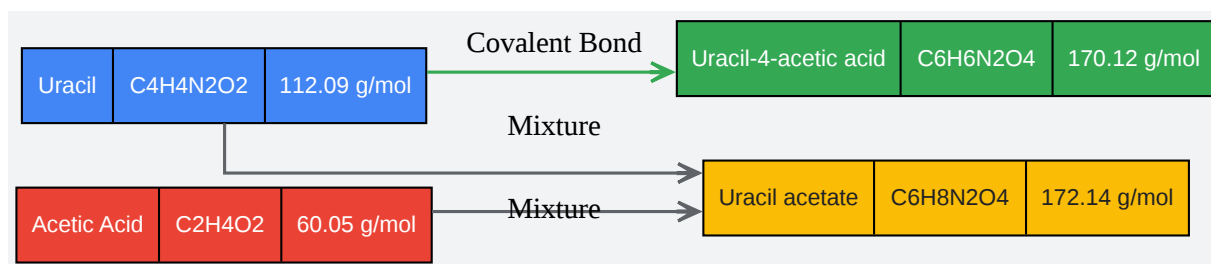 Covalent Bond
Uracil-4-acetic acid C6H6N2O4 170.12 g/mol
Uracil C4H4N2O2 112.09 g/mol
Mixture
Uracil acetate C6H8N2O4 172.14 g/mol
Acetic Acid C2H4O2 60.05 g/mol
Mixture